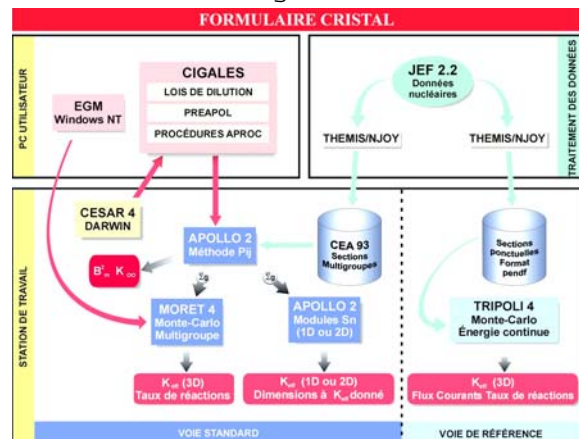 FORMULAIRE CRISTAL
PC UTILISATEUR
EGM
Windows NT
CIGALES
LOIS DE DILUTION
PREAPOL
PROCÉDURES APROC
JEF 2.2
Données
nucléaires
THEMIS/NJOY
THEMIS/NJOY
TRAITEMENT DES DONNÉES
STATION DE TRAVAIL
CESAR 4
DARWIN
APOLLO 2
Méthode Pij
CEA 93
Sections
Multigroupes
Sections
ponctuelles
Format
pendf
B²m K∞
Σg
Σg
MORET 4
Monte-Carlo
Multigroupe
APOLLO 2
Modules Sn
(1D ou 2D)
TRIPOLI 4
Monte-Carlo
Énergie continue
Keff (3D)
Taux de réactions
Keff (1D ou 2D)
Dimensions à Keff donné
Keff (3D)
Flux Courants Taux de réactions
VOIE STANDARD
VOIE DE RÉFÉRENCE